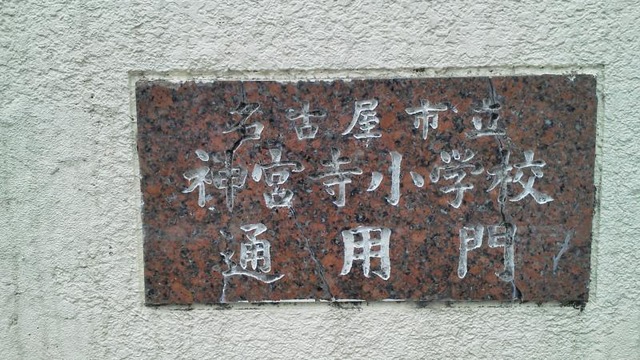 名古屋市立
神宮寺小学校
通用門